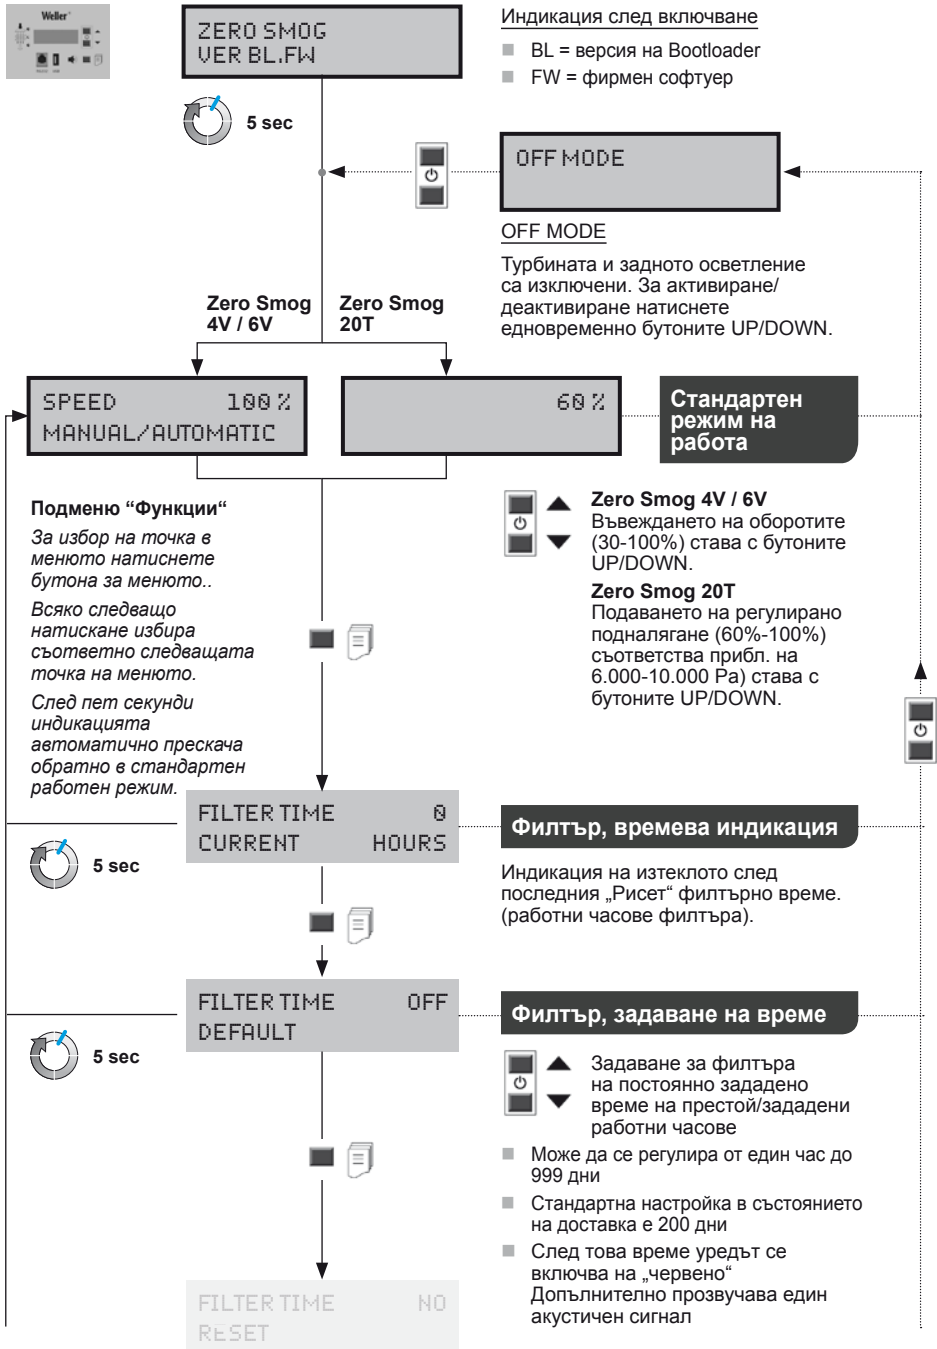 Weller
ZERO SMOG
VER BL.FW
Индикация след включване
BL = версия на Bootloader
FW = фирмен софтуер
5 sec
OFF MODE
OFF MODE
Турбината и задното осветление
са изключени. За активиране/
деактивиране натиснете
едновременно бутоните UP/DOWN.
Zero Smog
4V / 6V
Zero Smog
20T
SPEED 100 %
MANUAL/AUTOMATIC
60 %
Стандартен
режим на
работа
Подменю “Функции“
За избор на точка в
менюто натиснете
бутона за менюто..
Всяко следващо
натискане избира
съответно следващата
точка на менюто.
След пет секунди
индикацията
автоматично прескача
обратно в стандартен
работен режим.
Zero Smog 4V / 6V
Въвеждането на оборотите
(30-100%) става с бутоните
UP/DOWN.
Zero Smog 20T
Подаването на регулирано
подналягане (60%-100%)
съответства прибл. на
6.000-10.000 Pa) става с
бутоните UP/DOWN.
FILTER TIME 0
CURRENT HOURS
Филтър, времева индикация
5 sec
Индикация на изтеклото след
последния „Рисет“ филтърно време.
(работни часове филтъра).
FILTER TIME OFF
DEFAULT
Филтър, задаване на време
5 sec
Задаване за филтъра
на постоянно зададено
време на престой/зададени
работни часове
Може да се регулира от един час до
999 дни
Стандартна настройка в състоянието
на доставка е 200 дни
След това време уредът се
включва на „червено“
Допълнително прозвучава един
акустичен сигнал
FILTER TIME NO
RESET